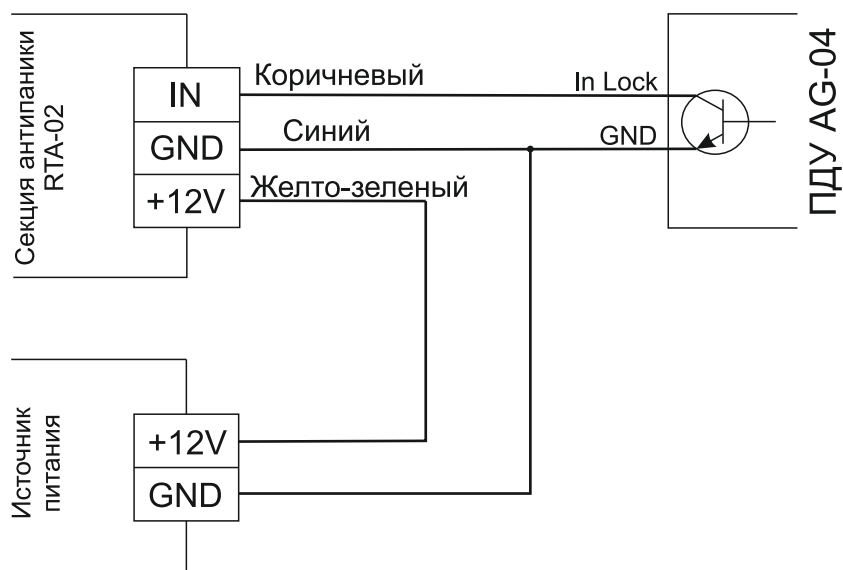 Секция антипаники
RTA-02
IN
GND
+12V
Коричневый
Синий
Желто-зеленый
In Lock
GND
ПДУ AG-04
Источник
питания
+12V
GND